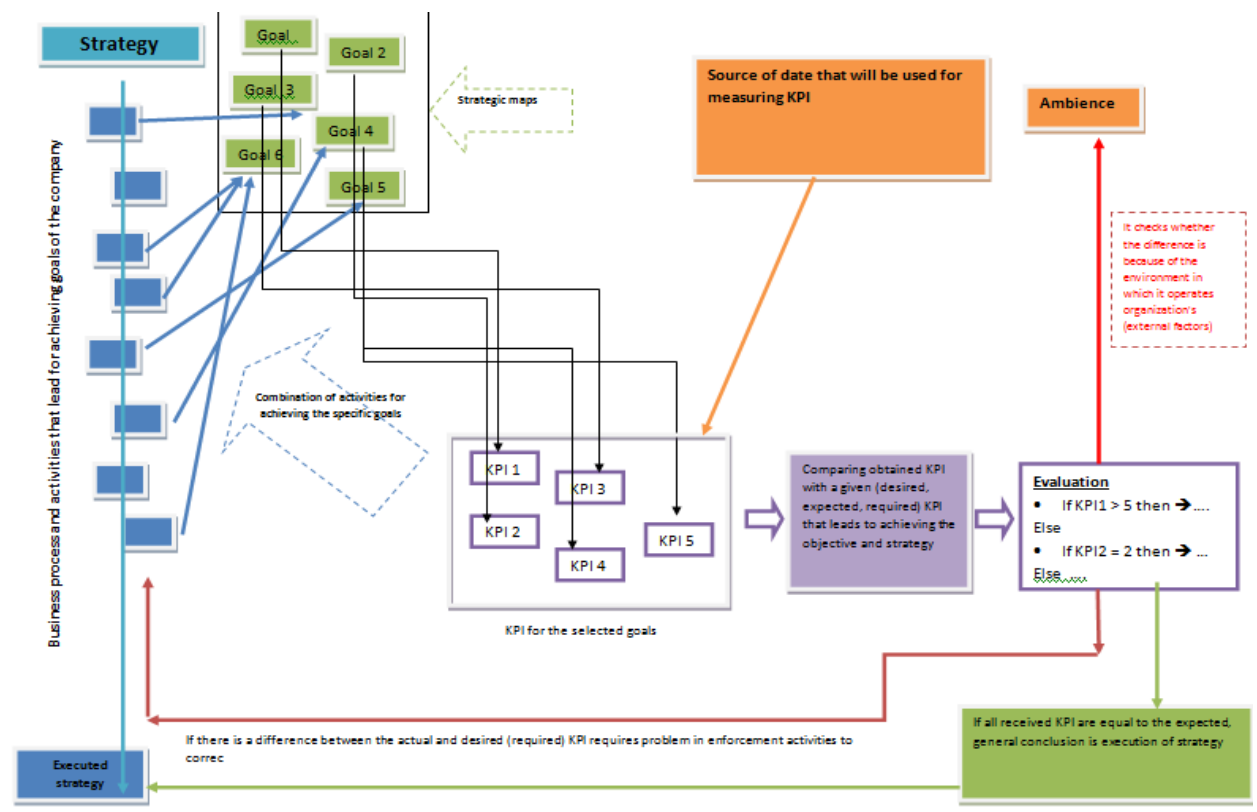 Strategy
Goal
Goal 2
Goal 3
Goal 4
Goal 6
Goal 5
Strategic maps
Source of date that will be used for
measuring KPI
Ambience
It checks whether
the difference is
because of the
environment in
which it operates
organization's
(external factors)
Business process and activities that lead for achieving goals of the company
Combination of activities for
achieving the specific goals
KPI 1
KPI 3
KPI 2
KPI 5
KPI 4
KPI for the selected goals
Comparing obtained KPI
with a given (desired,
expected, required) KPI
that leads to achieving the
objective and strategy
Evaluation
• If KPI1 > 5 then ➔ ....
Else
• If KPI2 = 2 then ➔ ...
Else ....
If there is a difference between the actual and desired (required) KPI requires problem in enforcement activities to
correc
If all received KPI are equal to the expected,
general conclusion is execution of strategy
Executed
strategy